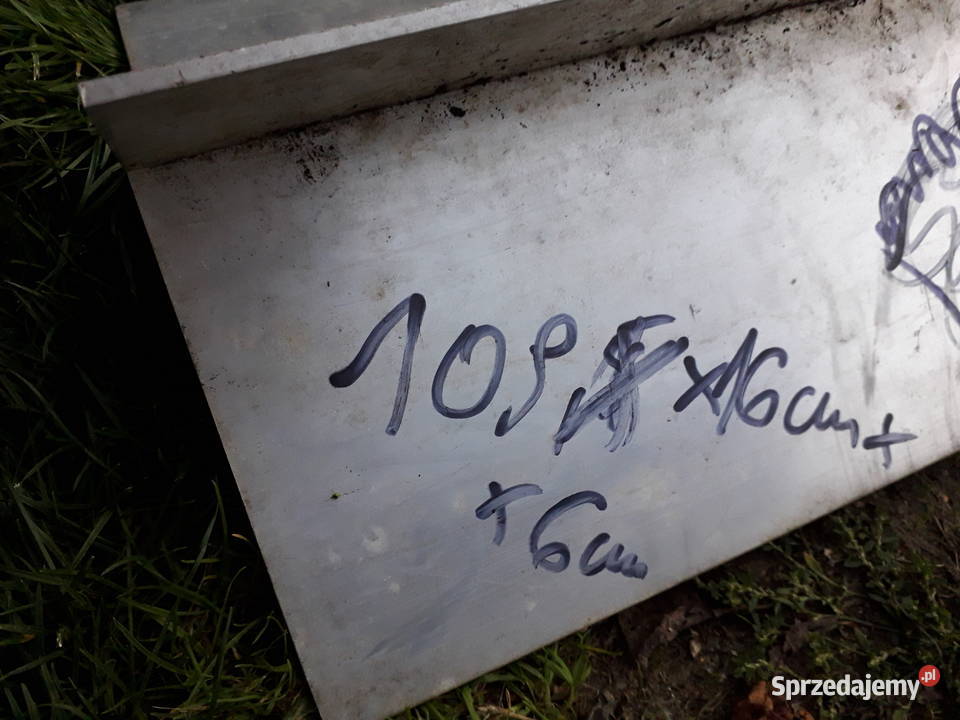 109 x16cm +
+ 6cm
Sprzedajemy.pl